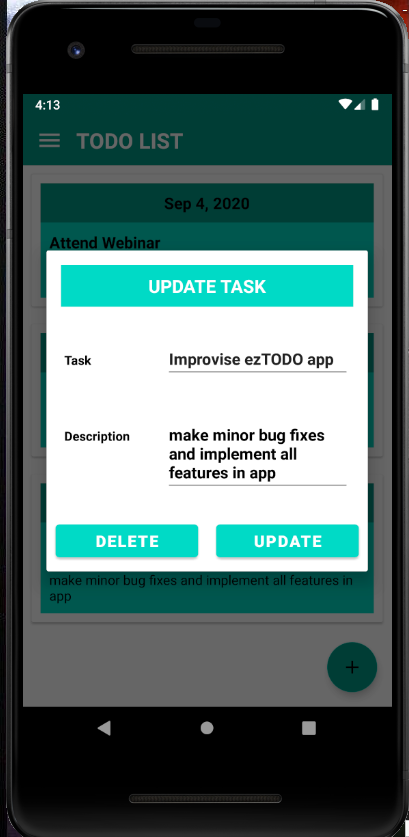 4:13
TODO LIST
Sep 4, 2020
Attend Webinar
UPDATE TASK
Task
Improvise ezTODO app
Description
make minor bug fixes
and implement all
features in app
DELETE
UPDATE
make minor bug fixes and implement all features in
app
+